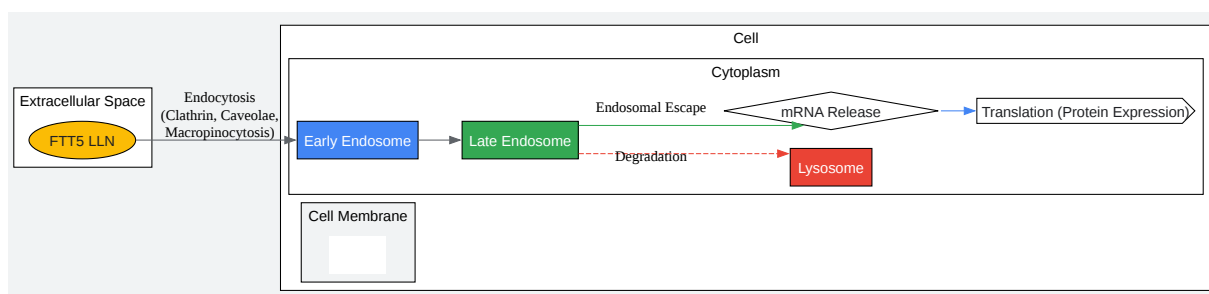 Cell
Cytoplasm
Extracellular Space
FTT5 LLN
Endocytosis
(Clathrin, Caveolae,
Macropinocytosis)
Early Endosome
Late Endosome
Endosomal Escape
mRNA Release
Translation (Protein Expression)
Degradation
Lysosome
Cell Membrane